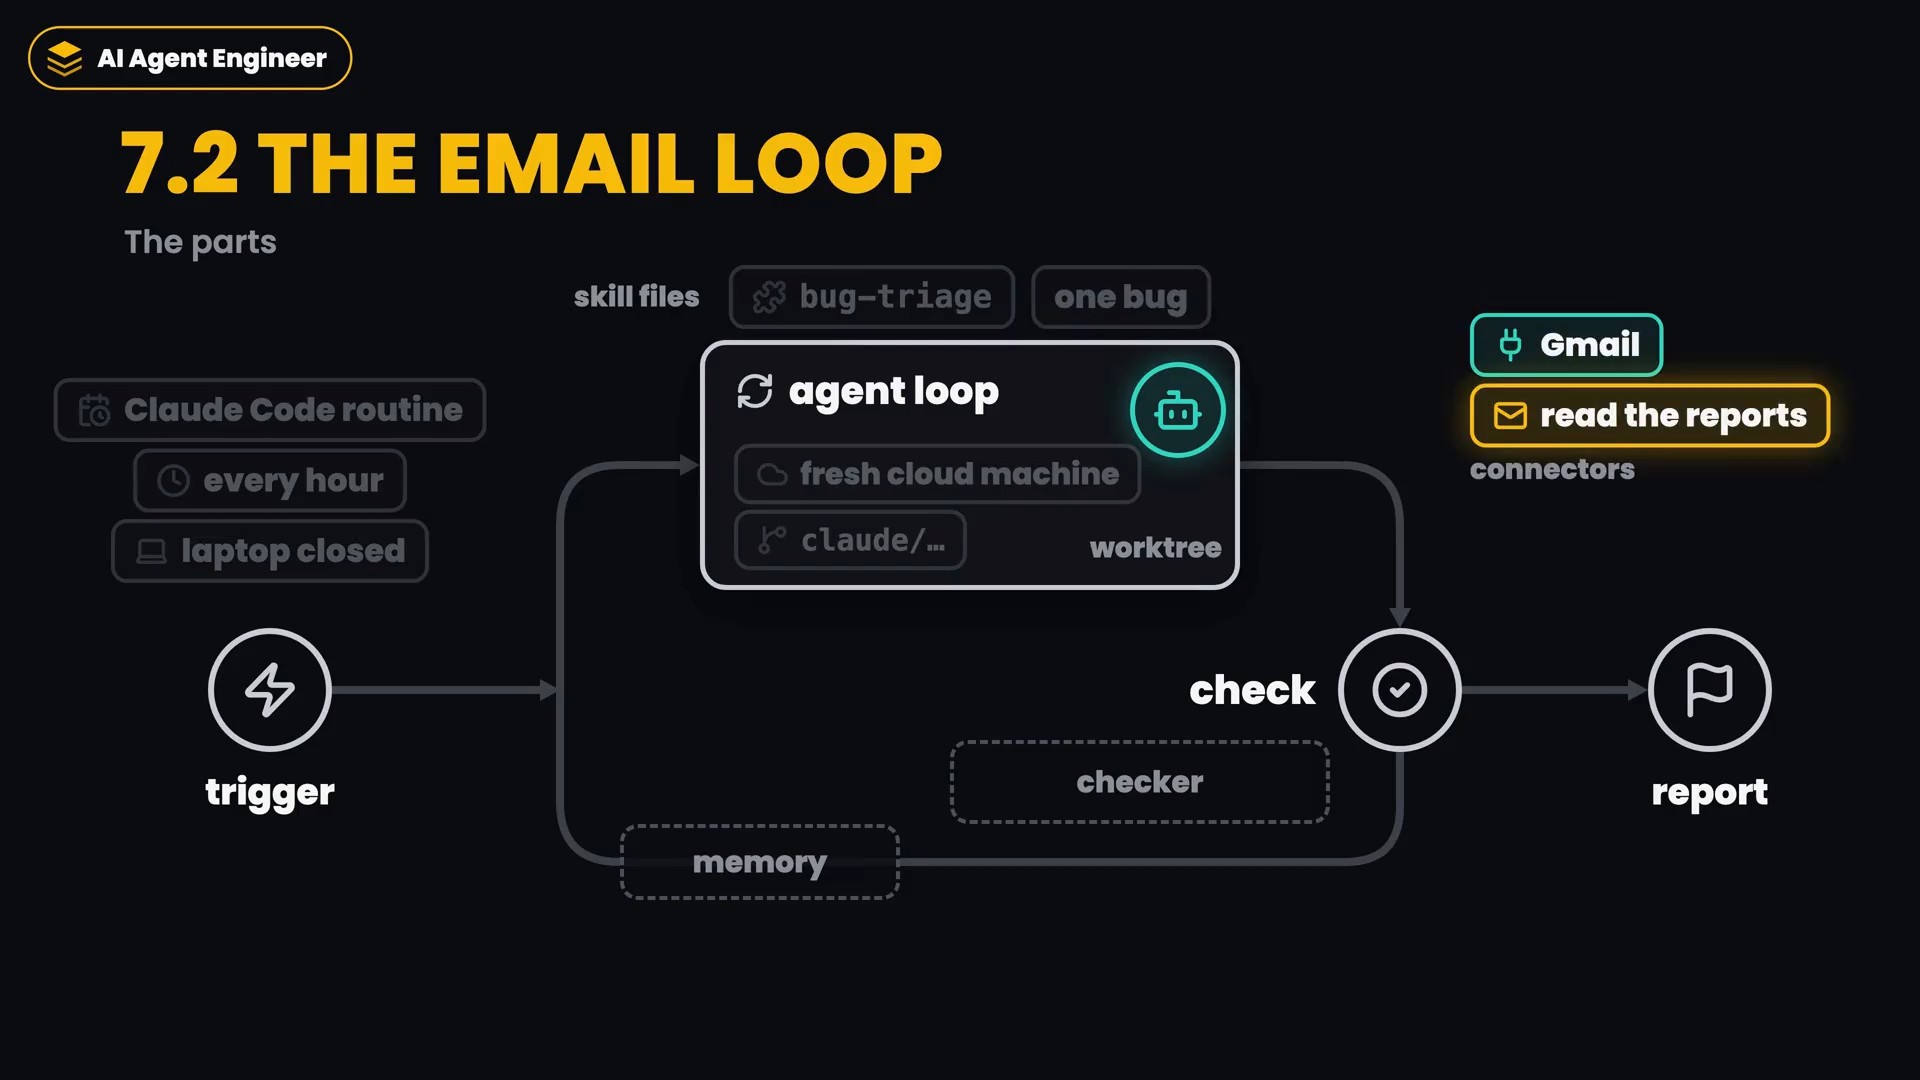 AI Agent Engineer
7.2 THE EMAIL LOOP
The parts
skill files
bug-triage
one bug
Claude Code routine
every hour
laptop closed
agent loop
fresh cloud machine
claude/…
worktree
Gmail
read the reports
connectors
trigger
check
checker
memory
report